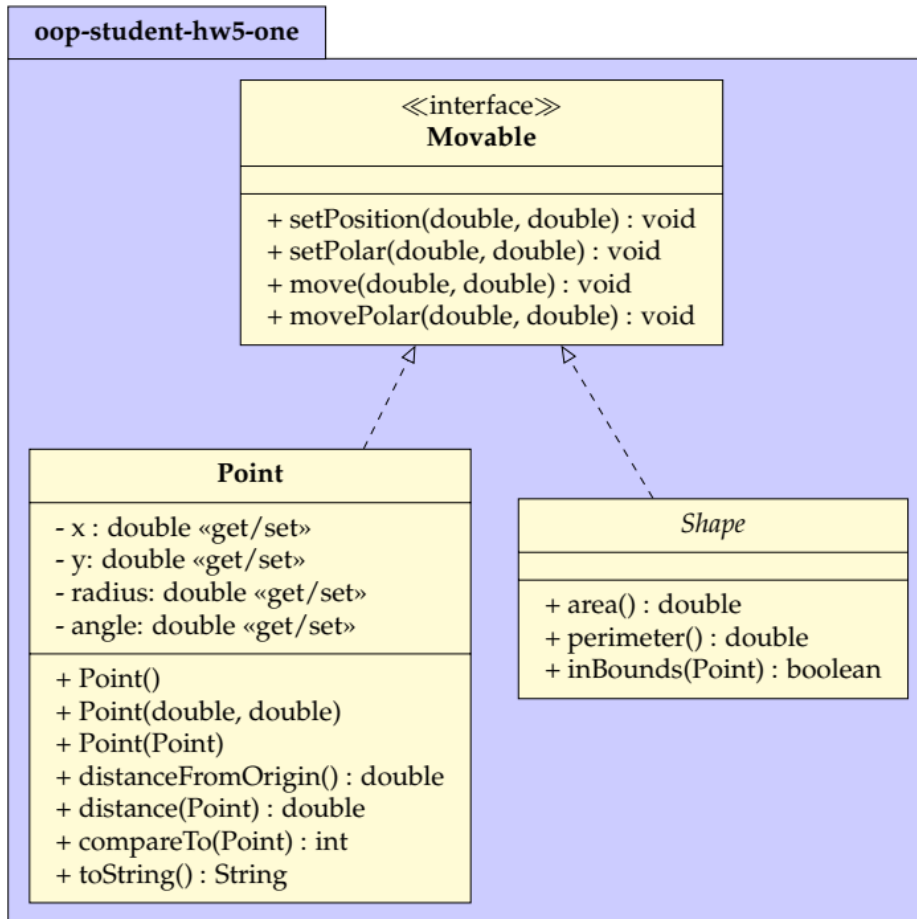 oop-student-hw5-one
≪interface≫
Movable
+ setPosition(double, double) : void
+ setPolar(double, double) : void
+ move(double, double) : void
+ movePolar(double, double) : void
Point
- x : double «get/set»
- y: double «get/set»
- radius: double «get/set»
- angle: double «get/set»
+ Point()
+ Point(double, double)
+ Point(Point)
+ distanceFromOrigin() : double
+ distance(Point) : double
+ compareTo(Point) : int
+ toString() : String
Shape
+ area() : double
+ perimeter() : double
+ inBounds(Point) : boolean